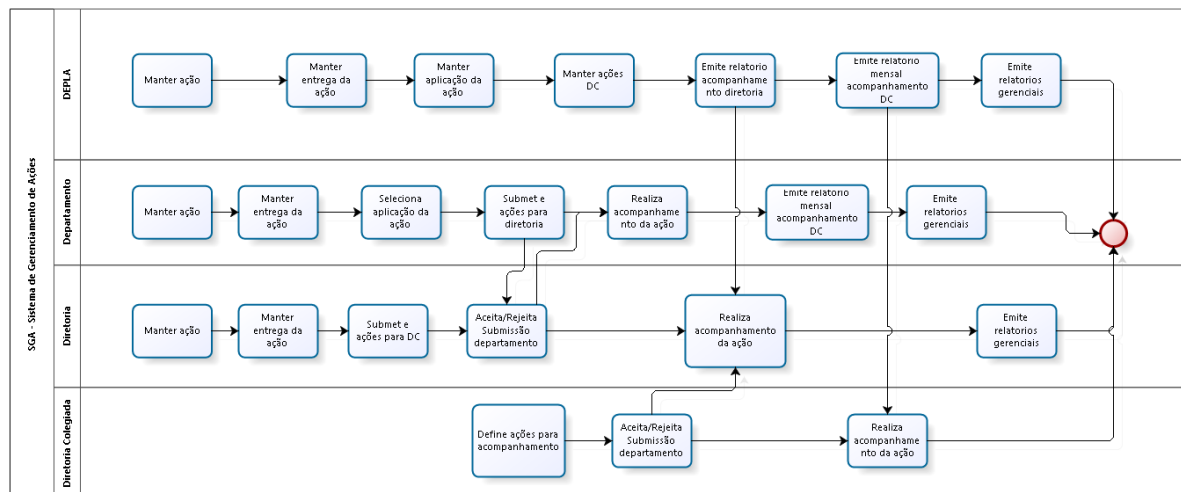 SGA - Sistema de Gerenciamento de Ações
DEPLA
Manter ação
Manter
entrega da
ação
Manter
aplicação da
ação
Manter ações
DC
Emite relatorio
acompanhame
nto diretoria
Emite relatorio
mensal
acompanhamento
DC
Emite
relatorios
gerenciais
Departamento
Manter ação
Manter
entrega da
ação
Seleciona
aplicação da
ação
Submet e
ações para
diretoria
Realiza
acompanhame
nto da ação
Emite relatorio
mensal
acompanhamento
DC
Emite
relatorios
gerenciais
Diretoria
Manter ação
Manter
entrega da
ação
Submet e
ações para DC
Aceita/Rejeita
Submissão
departamento
Realiza
acompanhamento
da ação
Emite
relatorios
gerenciais
Diretoria Colegiada
Define ações para
acompanhamento
Aceita/Rejeita
Submissão
departamento
Realiza
acompanhame
nto da ação